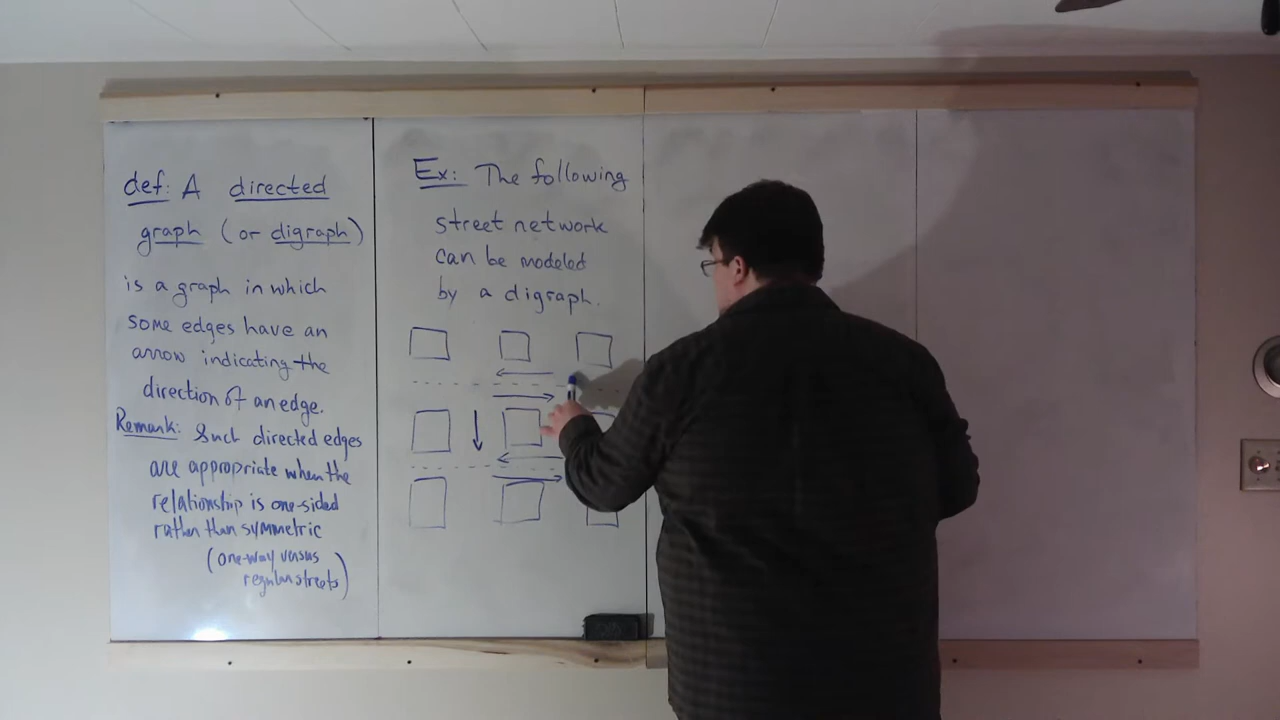 def: A directed
graph (or digraph)
is a graph in which
some edges have an
arrow indicating the
direction of an edge.
Remark: Such directed edges
are appropriate when the
relationship is one-sided
rather than symmetric
(one-way versus
regular streets)
Ex: The following
street network
can be modeled
by a digraph.